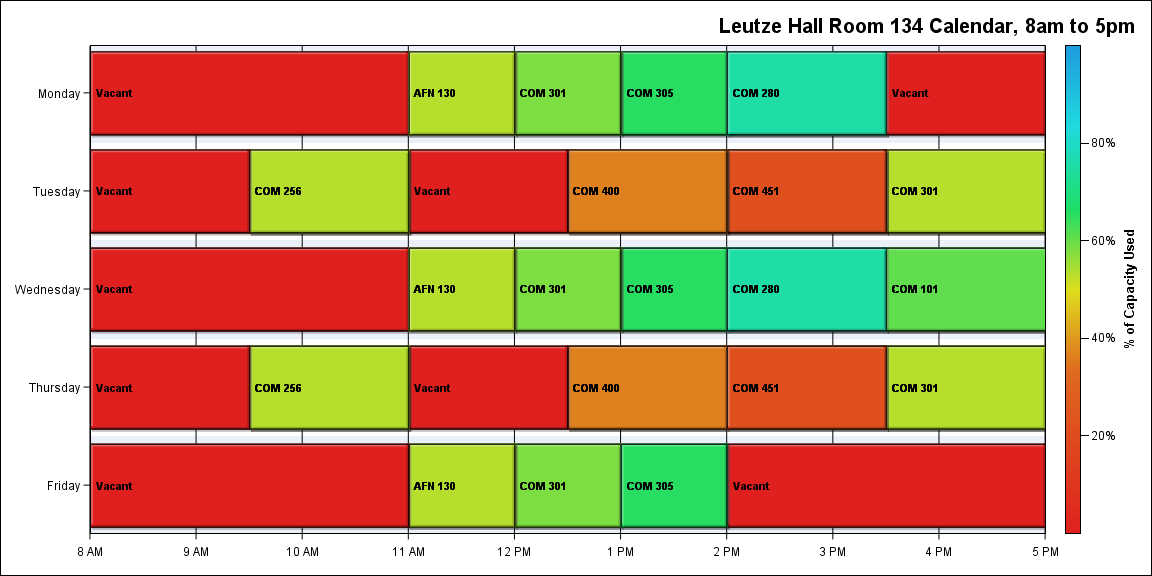 Leutze Hall Room 134 Calendar, 8am to 5pm
Monday
Vacant
AFN 130
COM 301
COM 305
COM 280
Vacant
Tuesday
Vacant
COM 256
Vacant
COM 400
COM 451
COM 301
Wednesday
Vacant
AFN 130
COM 301
COM 305
COM 280
COM 101
Thursday
Vacant
COM 256
Vacant
COM 400
COM 451
COM 301
Friday
Vacant
AFN 130
COM 301
COM 305
Vacant
8 AM
9 AM
10 AM
11 AM
12 PM
1 PM
2 PM
3 PM
4 PM
5 PM
80%
60%
40%
20%
% of Capacity Used